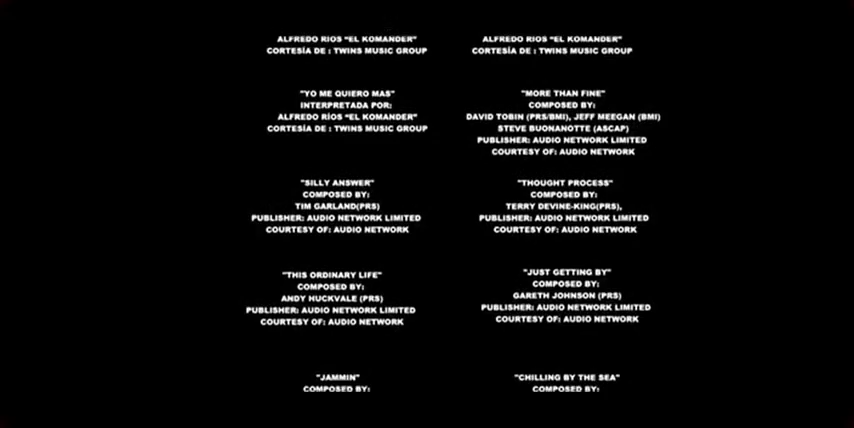 ALFREDO RIOS “EL KOMANDER”
CORTESÍA DE : TWINS MUSIC GROUP
"YO ME QUIERO MAS"
INTERPRETADA POR:
ALFREDO RÍOS “EL KOMANDER”
CORTESÍA DE : TWINS MUSIC GROUP
"SILLY ANSWER"
COMPOSED BY:
TIM GARLAND(PRS)
PUBLISHER: AUDIO NETWORK LIMITED
COURTESY OF: AUDIO NETWORK
"THIS ORDINARY LIFE"
COMPOSED BY:
ANDY HUCKVALE (PRS)
PUBLISHER: AUDIO NETWORK LIMITED
COURTESY OF: AUDIO NETWORK
"JAMMIN"
COMPOSED BY:
ALFREDO RIOS “EL KOMANDER”
CORTESÍA DE : TWINS MUSIC GROUP
"MORE THAN FINE"
COMPOSED BY:
DAVID TOBIN (PRS/BMI), JEFF MEEGAN (BMI)
STEVE BUONANOTTE (ASCAP)
PUBLISHER: AUDIO NETWORK LIMITED
COURTESY OF: AUDIO NETWORK
"THOUGHT PROCESS"
COMPOSED BY:
TERRY DEVINE-KING(PRS),
PUBLISHER: AUDIO NETWORK LIMITED
COURTESY OF: AUDIO NETWORK
"JUST GETTING BY"
COMPOSED BY:
GARETH JOHNSON (PRS)
PUBLISHER: AUDIO NETWORK LIMITED
COURTESY OF: AUDIO NETWORK
"CHILLING BY THE SEA"
COMPOSED BY: